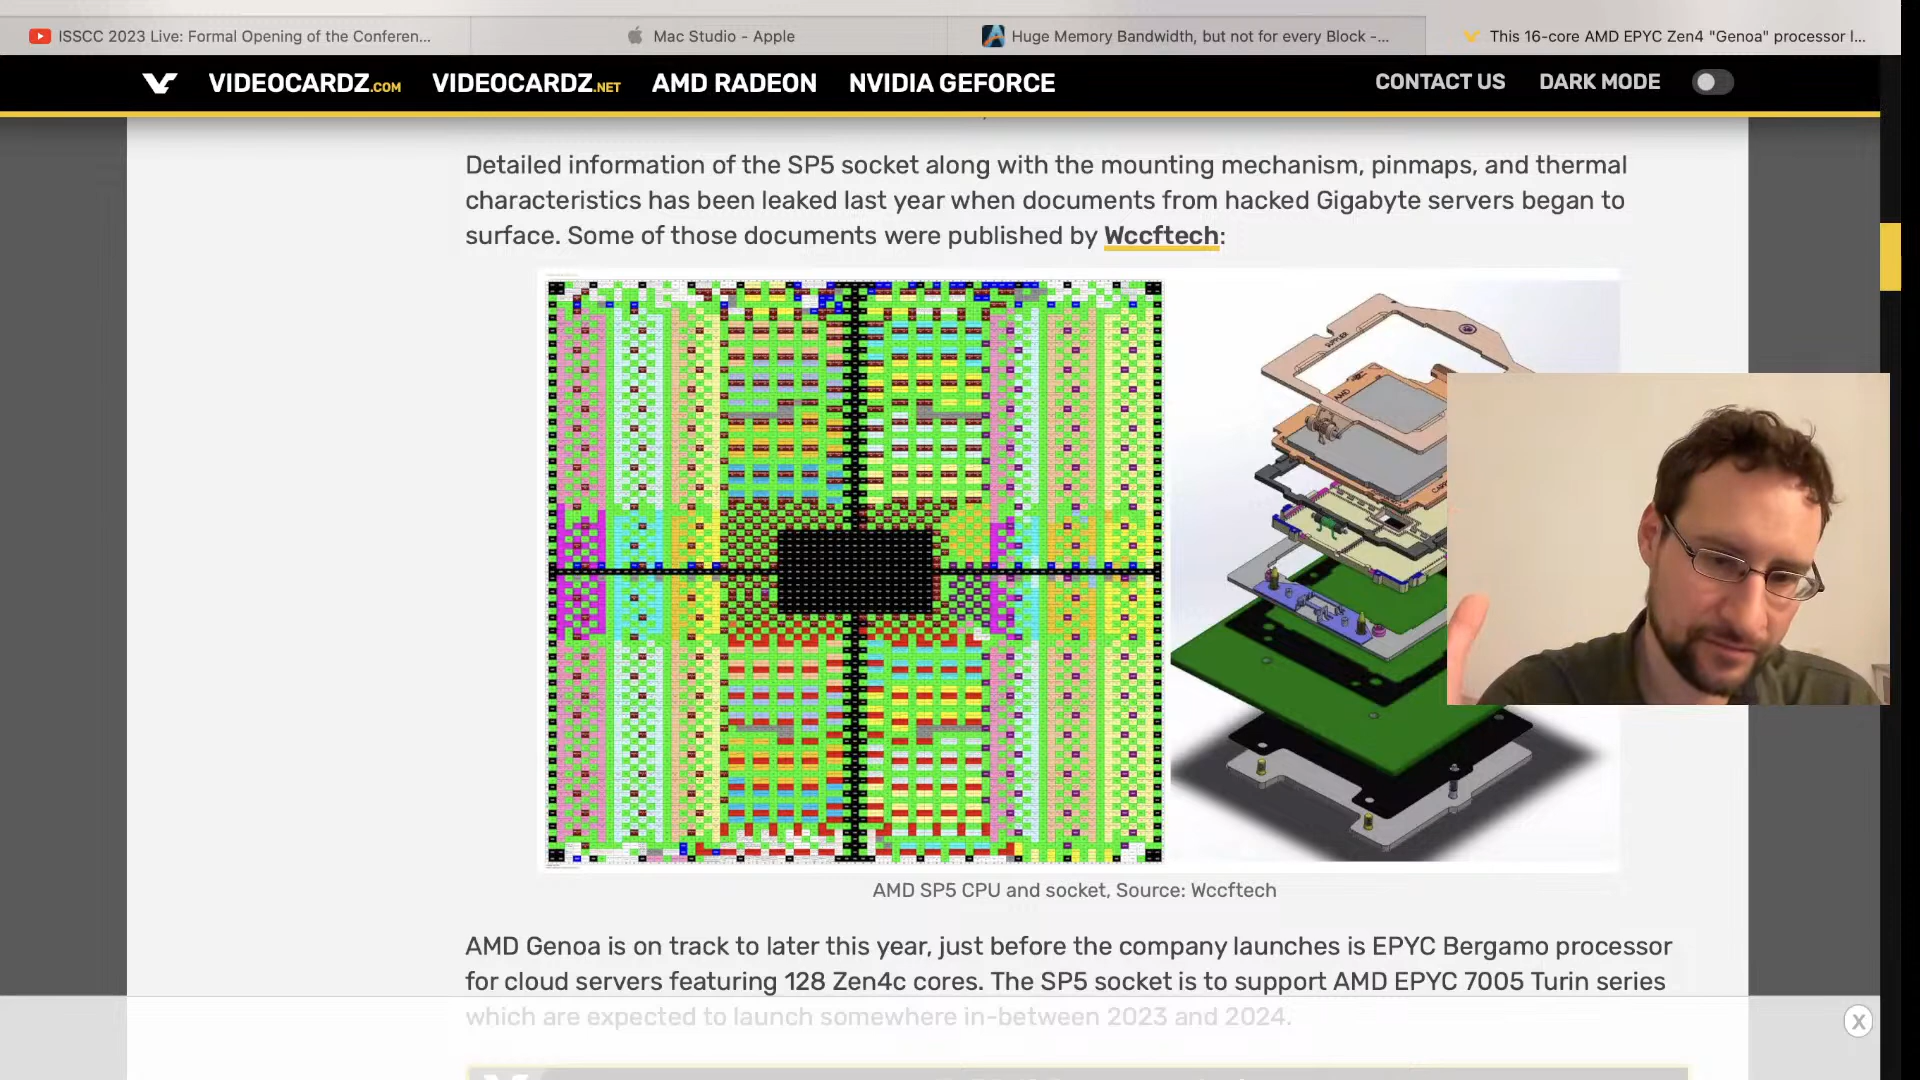 ISSCC 2023 Live: Formal Opening of the Conferen...
Mac Studio - Apple
Huge Memory Bandwidth, but not for every Block -...
This 16-core AMD EPYC Zen4 "Genoa" processor l...
VIDEOCARDZ.COM
VIDEOCARDZ.NET
AMD RADEON
NVIDIA GEFORCE
CONTACT US
DARK MODE
Detailed information of the SP5 socket along with the mounting mechanism, pinmaps, and thermal
characteristics has been leaked last year when documents from hacked Gigabyte servers began to
surface. Some of those documents were published by Wccftech:
AMD
AMD SP5 CPU and socket, Source: Wccftech
AMD Genoa is on track to later this year, just before the company launches is EPYC Bergamo processor
for cloud servers featuring 128 Zen4c cores. The SP5 socket is to support AMD EPYC 7005 Turin series
which are expected to launch somewhere in-between 2023 and 2024.
X